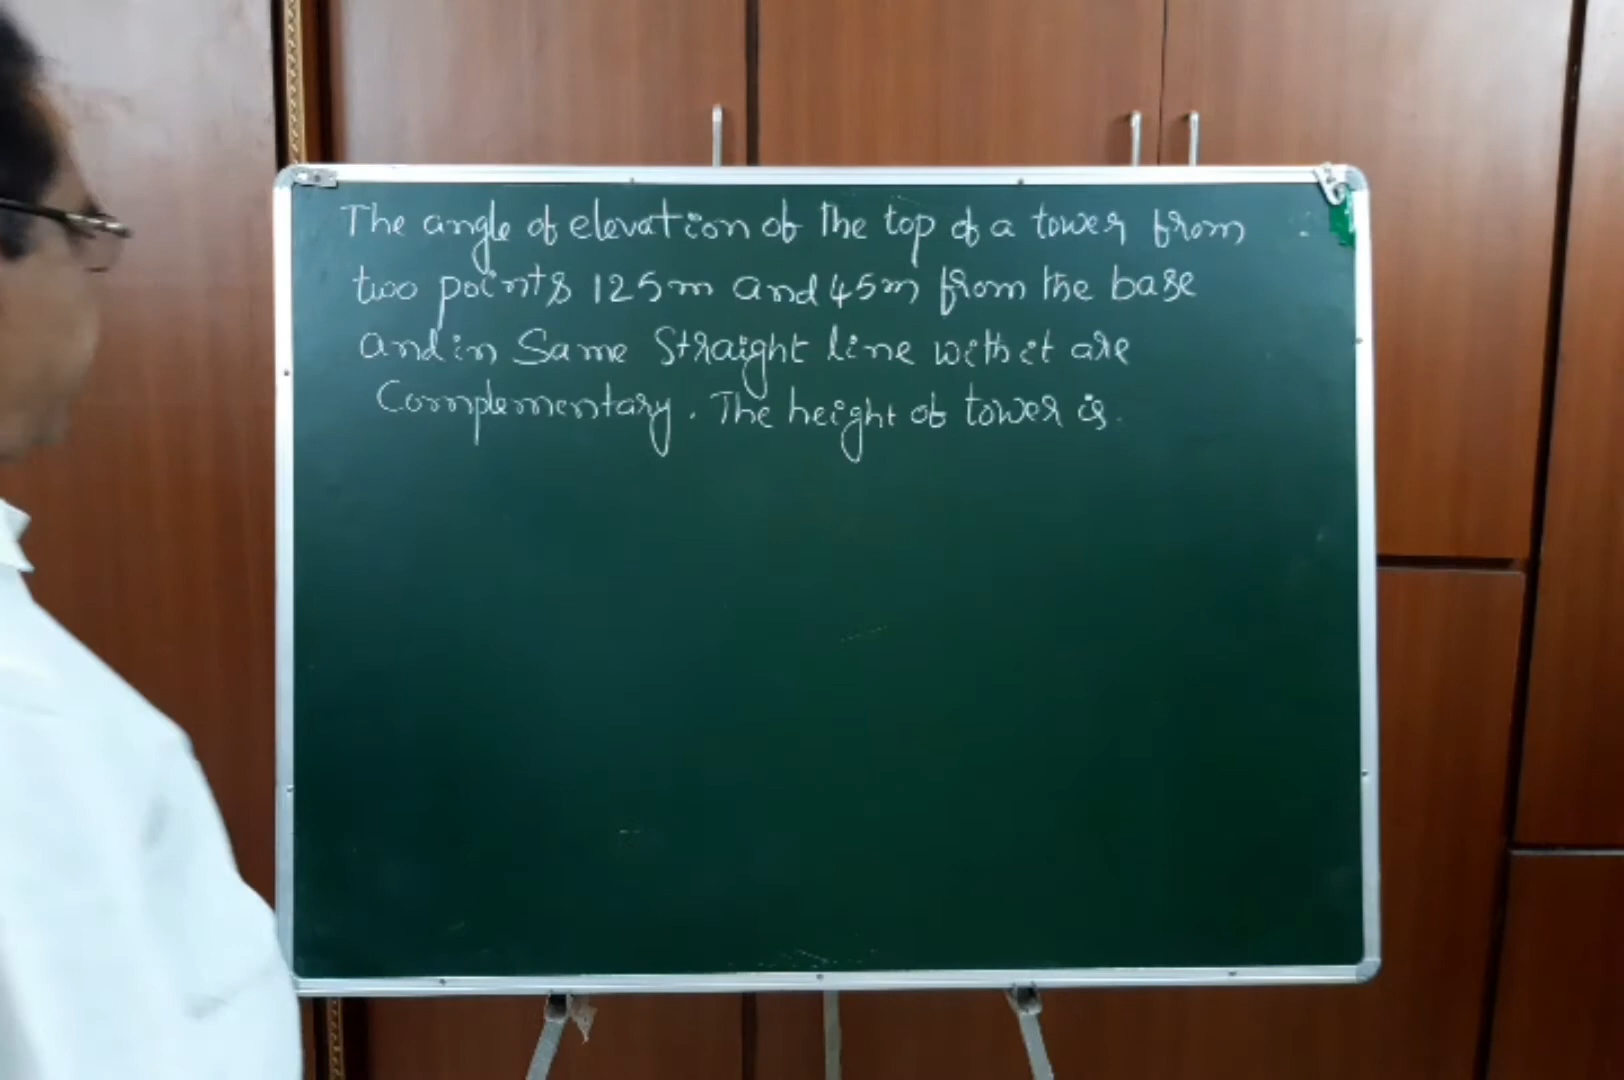 The angle of elevation of the top of a tower from
two points 125m and 45m from the base
and in Same Straight line with it are
Complementary. The height of tower is.